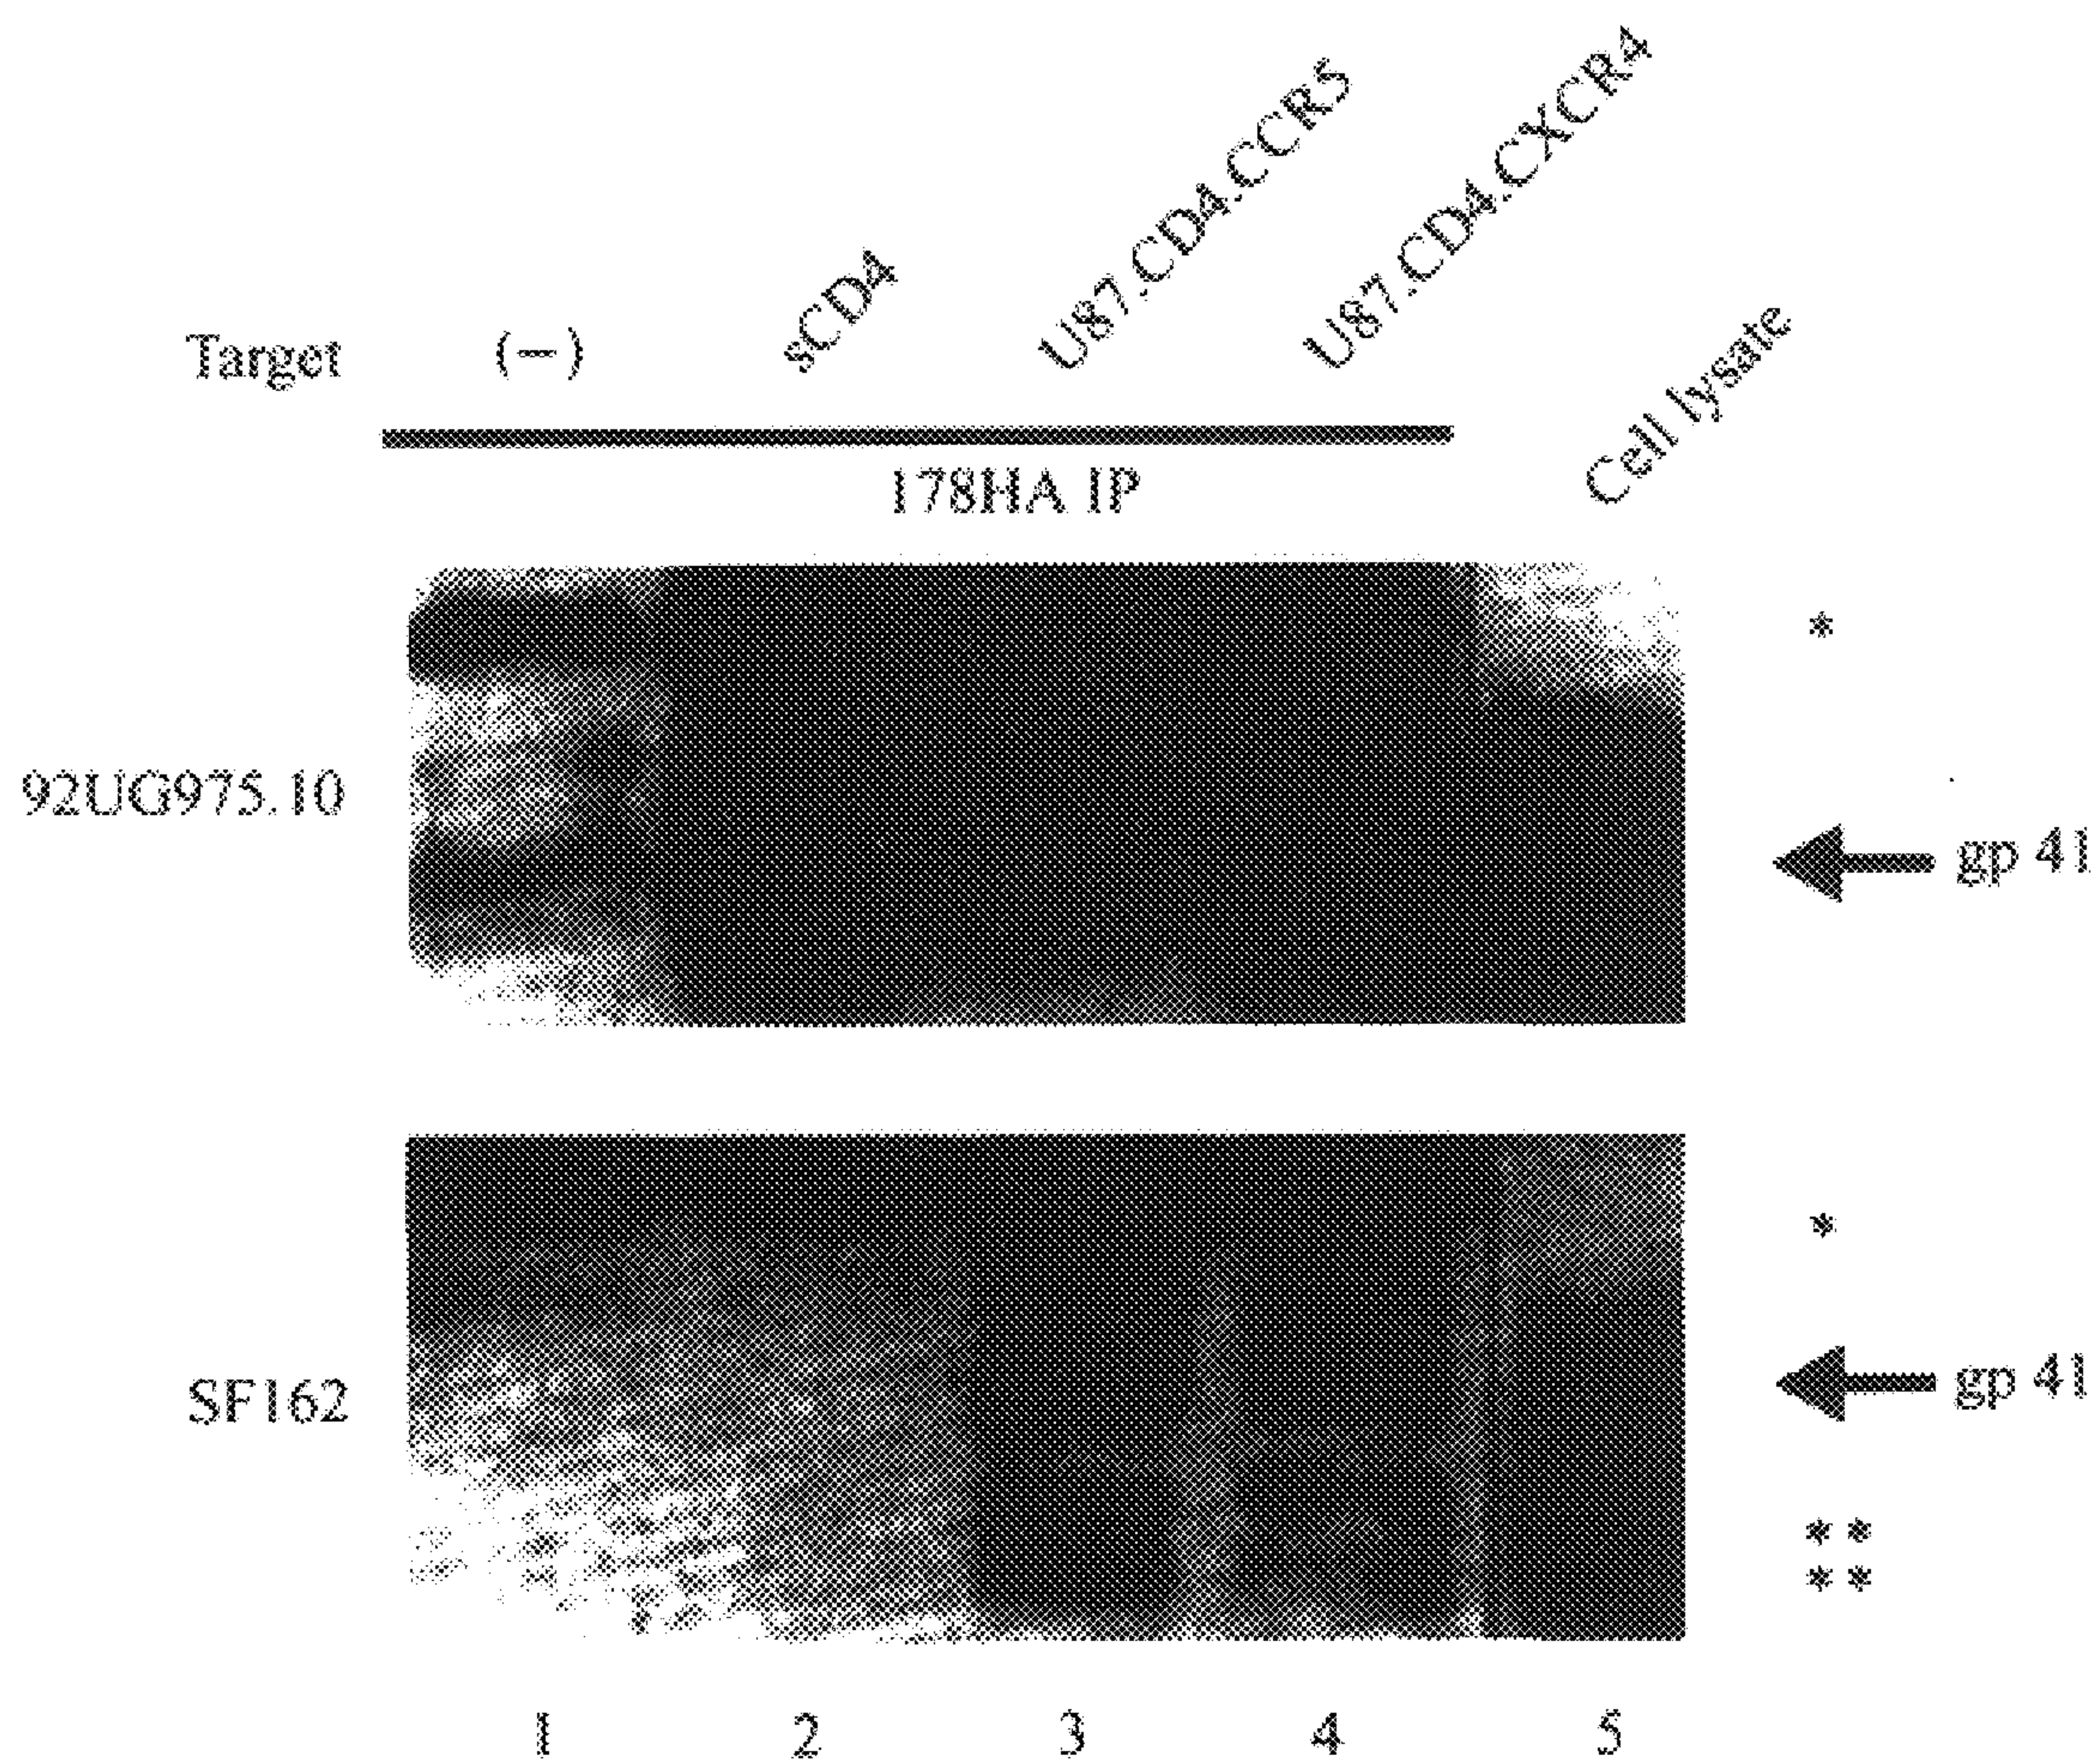 Target (−) sCD4 U87.CD4.CCR5 U87.CD4.CXCR4 Cell lysate
178HA IP
*
92UG975.10
gp 41
*
SF162
gp 41
* *
* *
1 2 3 4 5